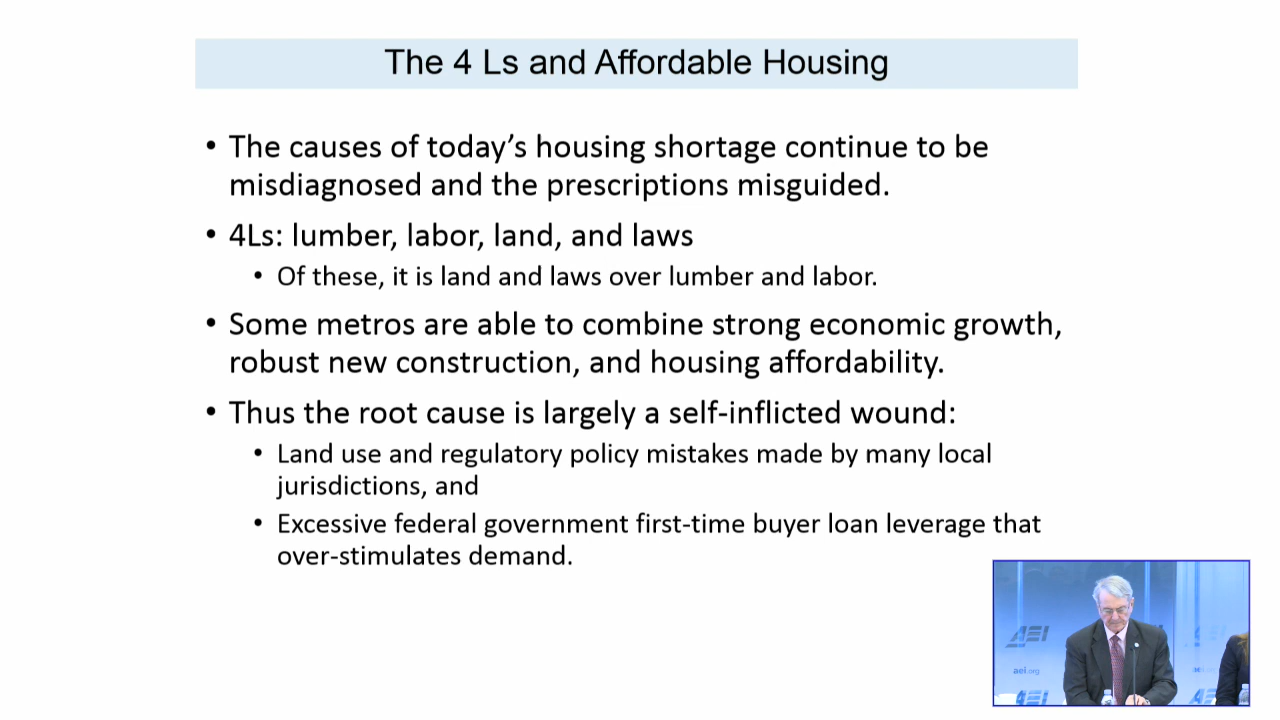 The 4 Ls and Affordable Housing
• The causes of today’s housing shortage continue to be
misdiagnosed and the prescriptions misguided.
• 4Ls: lumber, labor, land, and laws
• Of these, it is land and laws over lumber and labor.
• Some metros are able to combine strong economic growth,
robust new construction, and housing affordability.
• Thus the root cause is largely a self-inflicted wound:
• Land use and regulatory policy mistakes made by many local
jurisdictions, and
• Excessive federal government first-time buyer loan leverage that
over-stimulates demand.
AEI
aei.org
AEI